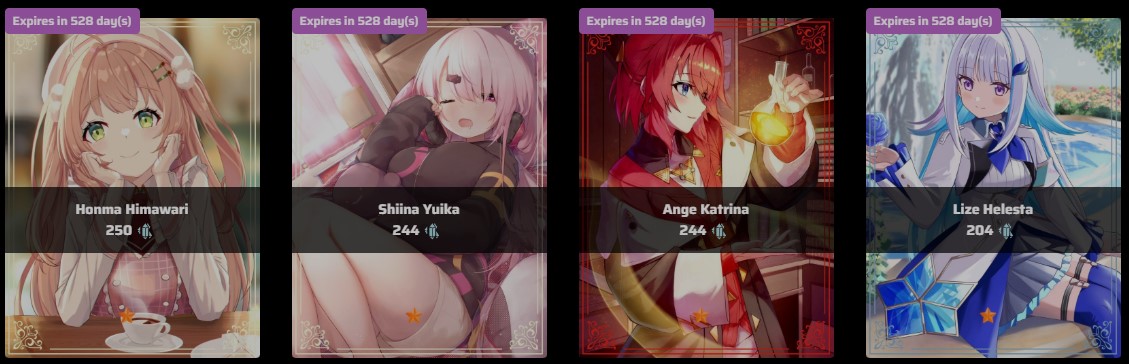 Expires in 528 day(s)
Honma Himawari
250
Expires in 528 day(s)
Shiina Yuika
244
Expires in 528 day(s)
Ange Katrina
244
Expires in 528 day(s)
Lize Helesta
204